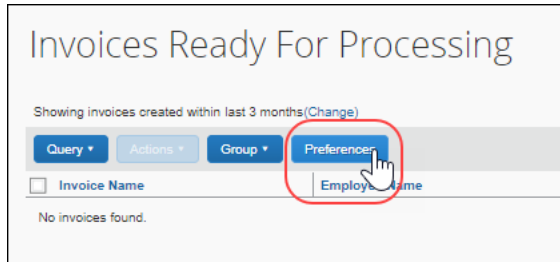 Invoices Ready For Processing
Showing invoices created within last 3 months(Change)
Query Actions Group Preferences
Invoice Name Employee Name
No invoices found.